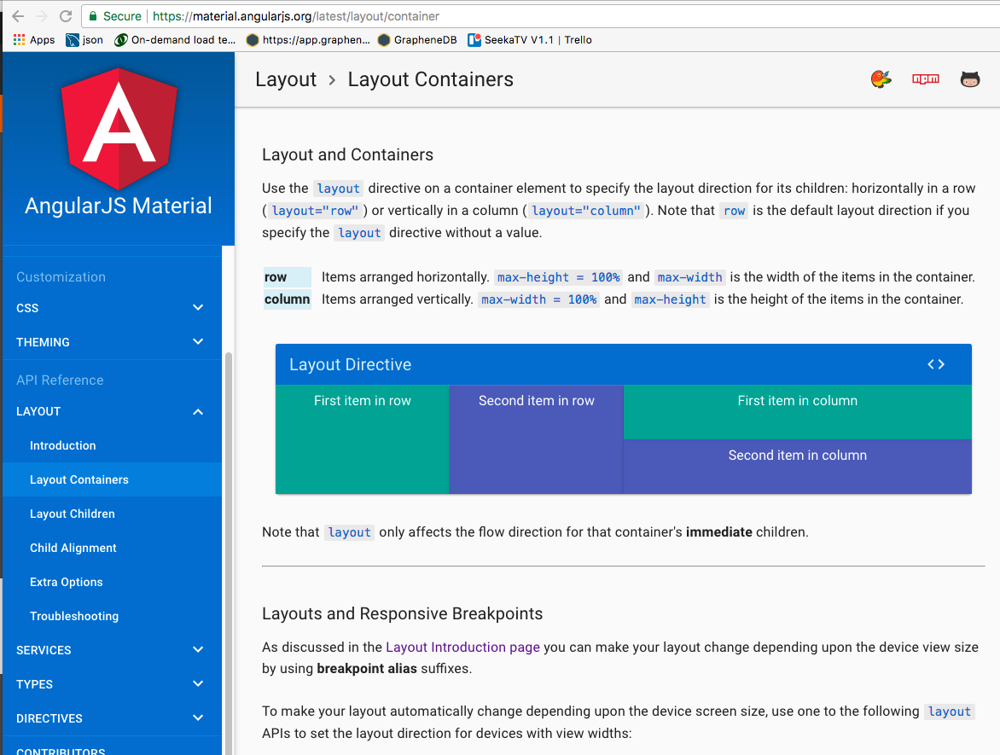 Secure https://material.angularjs.org/latest/layout/container
Apps json On-demand load te... https://app.graphen... GrapheneDB SeekaTV V1.1 | Trello
A
AngularJS Material
Customization
CSS
THEMING
API Reference
LAYOUT
Introduction
Layout Containers
Layout Children
Child Alignment
Extra Options
Troubleshooting
SERVICES
TYPES
DIRECTIVES
CONTRIBUTORS
Layout > Layout Containers
npm
Layout and Containers
Use the layout directive on a container element to specify the layout direction for its children: horizontally in a row
(layout="row") or vertically in a column (layout="column"). Note that row is the default layout direction if you
specify the layout directive without a value.
row Items arranged horizontally. max-height = 100% and max-width is the width of the items in the container.
column Items arranged vertically. max-width = 100% and max-height is the height of the items in the container.
Layout Directive <>
First item in row Second item in row First item in column
Second item in column
Note that layout only affects the flow direction for that container's immediate children.
Layouts and Responsive Breakpoints
As discussed in the Layout Introduction page you can make your layout change depending upon the device view size
by using breakpoint alias suffixes.
To make your layout automatically change depending upon the device screen size, use one to the following layout
APIs to set the layout direction for devices with view widths: